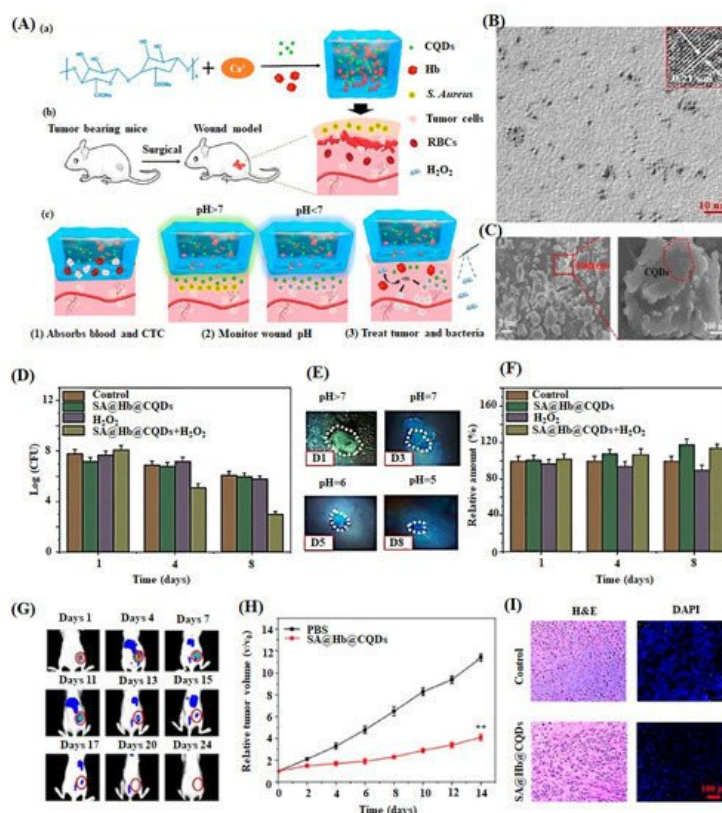 (A)
(a)
COONa
COONa
+ Ca²⁺
CQDs
Hb
S. Aureus
Tumor cells
RBCs
H2O2
(b)
Tumor bearing mice
Surgical
Wound model
(c)
pH>7
pH<7
(1) Absorbs blood and CTC
(2) Monitor wound pH
(3) Treat tumor and bacteria
(B)
0.21 nm
10 nm
(C)
CQDs
(D)
Control
SA@Hb@CQDs
H2O2
SA@Hb@CQDs+H2O2
Log (CFU)
12
8
4
0
1
4
8
Time (days)
(E)
pH>7
pH=7
D1
D3
pH=6
pH=5
D5
D8
(F)
Control
SA@Hb@CQDs
H2O2
SA@Hb@CQDs+H2O2
Relative amount (%)
160
120
80
40
0
1
4
8
Time (days)
(G)
Days 1
Days 4
Days 7
Days 11
Days 13
Days 15
Days 17
Days 20
Days 24
(H)
PBS
SA@Hb@CQDs
Relative tumor volume (v/v0)
14
12
10
8
6
4
2
0
**
0
2
4
6
8
10
12
14
Time (days)
(I)
H&E
DAPI
Control
SA@Hb@CQDs